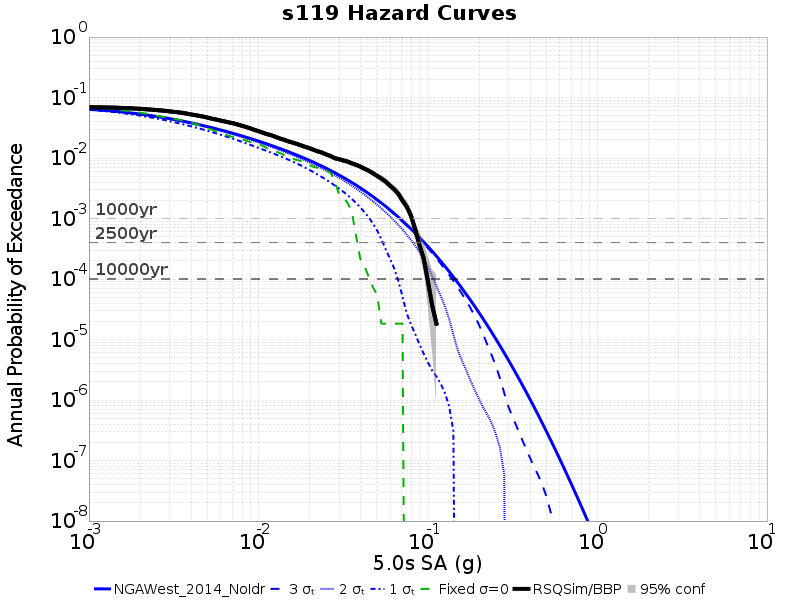 s119 Hazard Curves
Annual Probability of Exceedance
10^0
10^-1
10^-2
10^-3
10^-4
10^-5
10^-6
10^-7
10^-8
1000yr
2500yr
10000yr
10^-3 10^-2 10^-1 10^0 10^1
5.0s SA (g)
NGAWest_2014_NoIdr 3 σₜ 2 σₜ 1 σₜ Fixed σ=0 RSQSim/BBP 95% conf